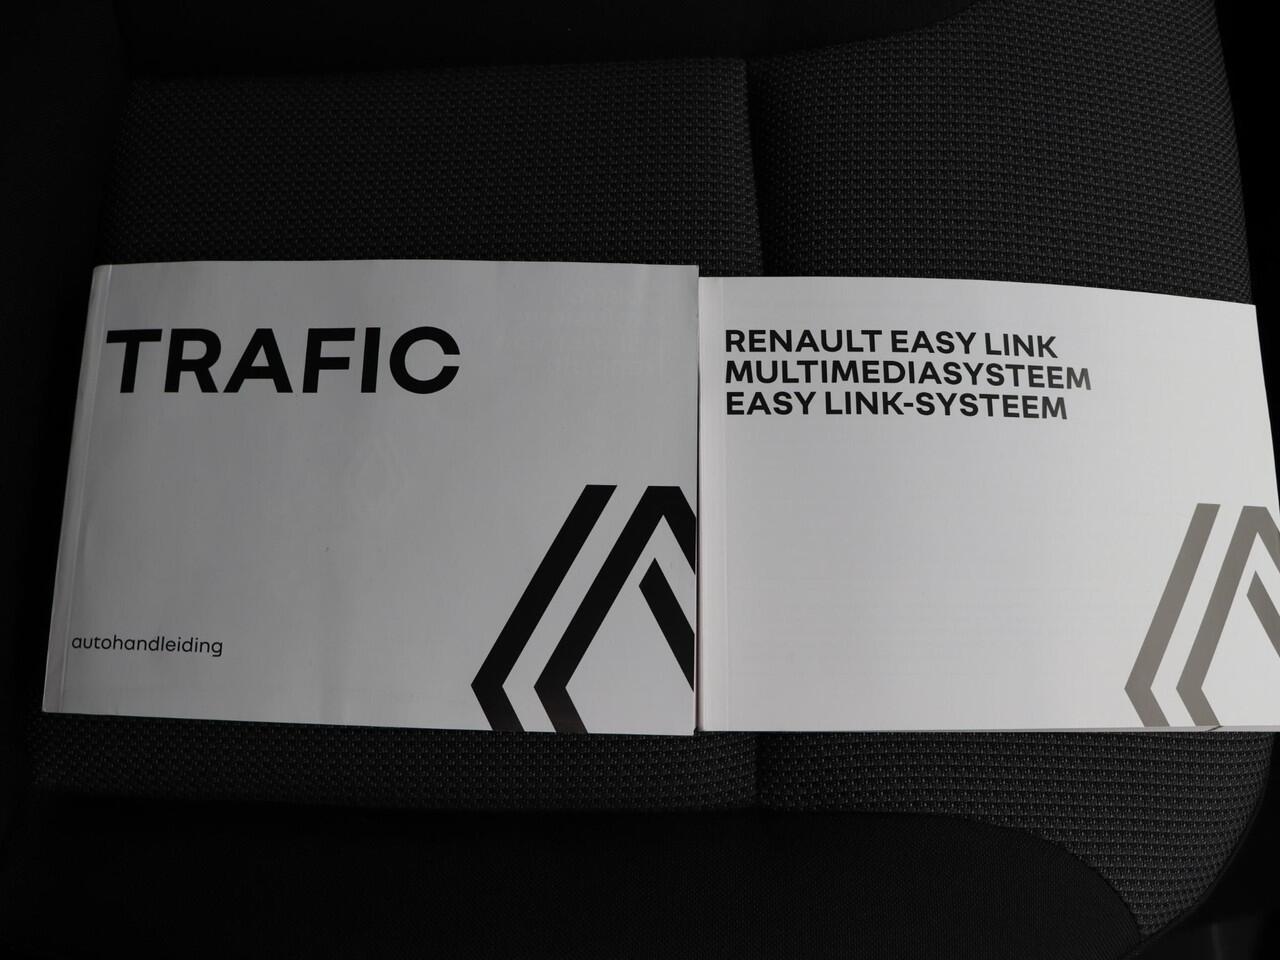 TRAFIC
autohandleiding
RENAULT EASY LINK
MULTIMEDIASYSTEEM
EASY LINK-SYSTEEM